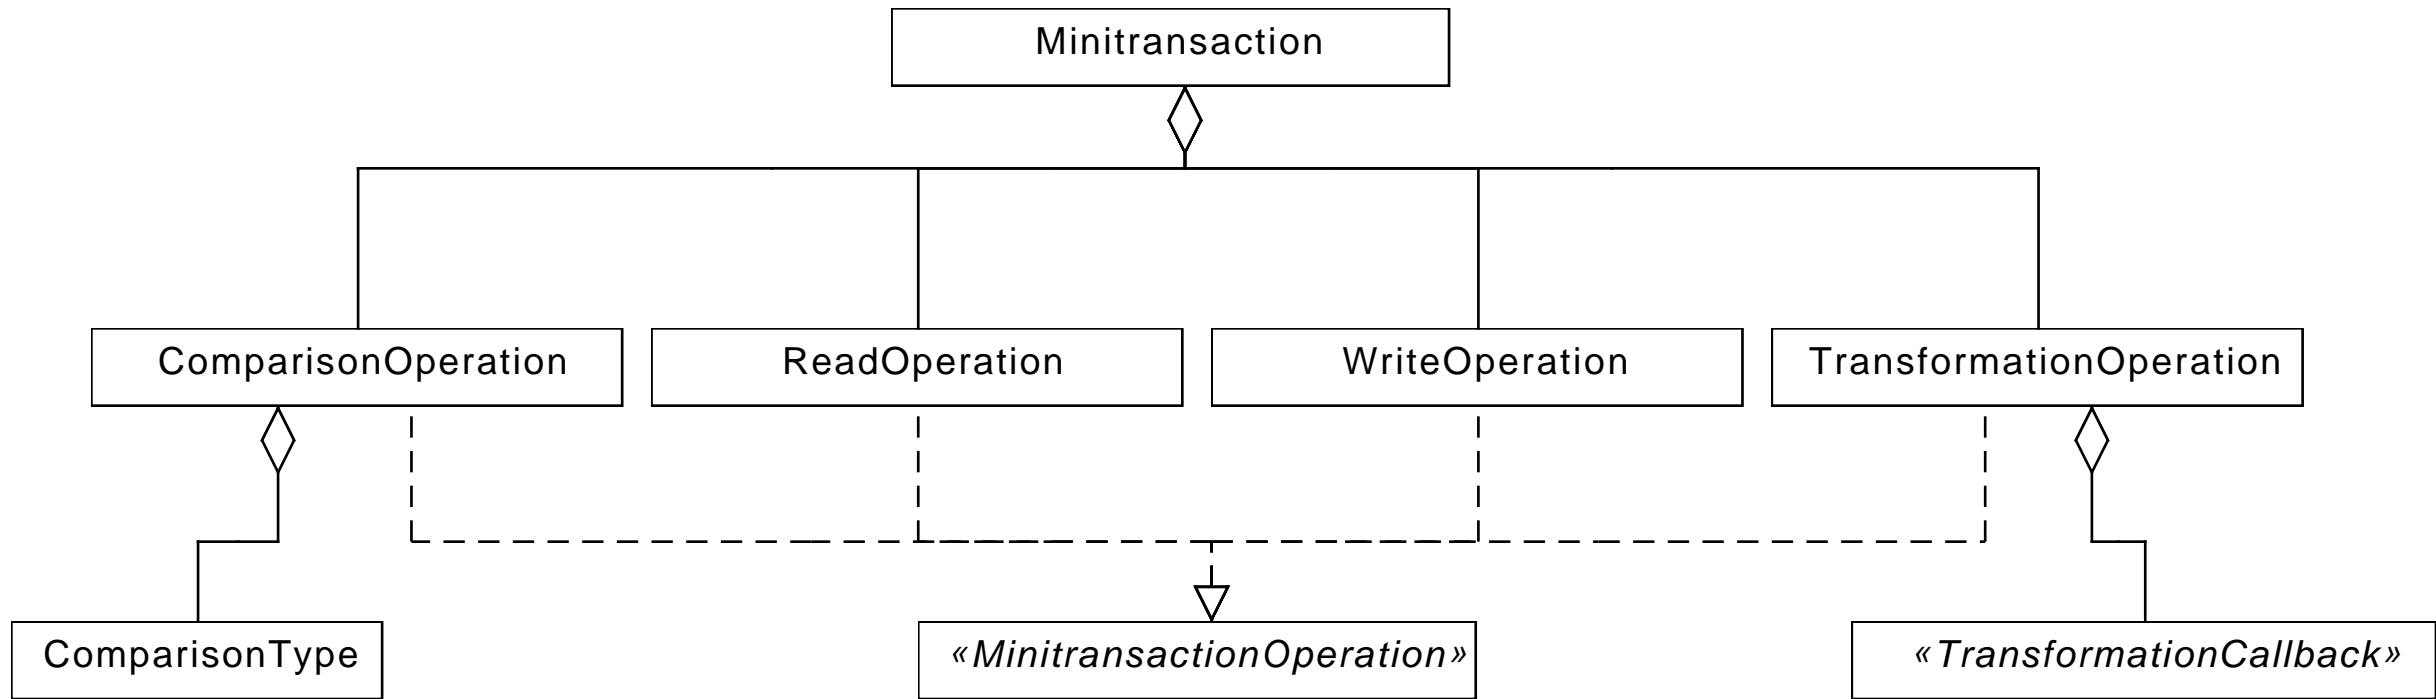 Minitransaction
ComparisonOperation
ReadOperation
WriteOperation
TransformationOperation
ComparisonType
«MinitransactionOperation»
«TransformationCallback»